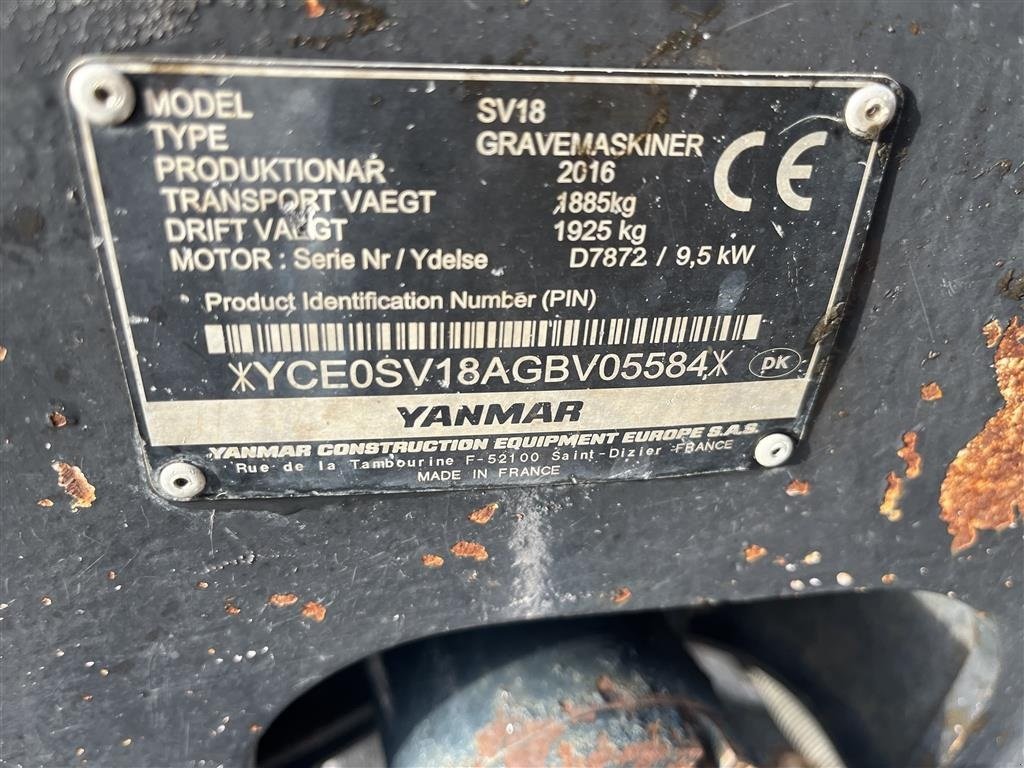 MODEL SV18
TYPE GRAVEMASKINER
PRODUKTIONAR 2016
TRANSPORT VAEGT 1885kg
DRIFT VAEGT 1925 kg
MOTOR : Serie Nr / Ydelse D7872 / 9,5 kW
CE
Product Identification Number (PIN)
*YCE0SV18AGBV05584* DK
YANMAR
YANMAR CONSTRUCTION EQUIPMENT EUROPE S.A.S.
Rue de la Tambourine F-52100 Saint-Dizier FRANCE
MADE IN FRANCE